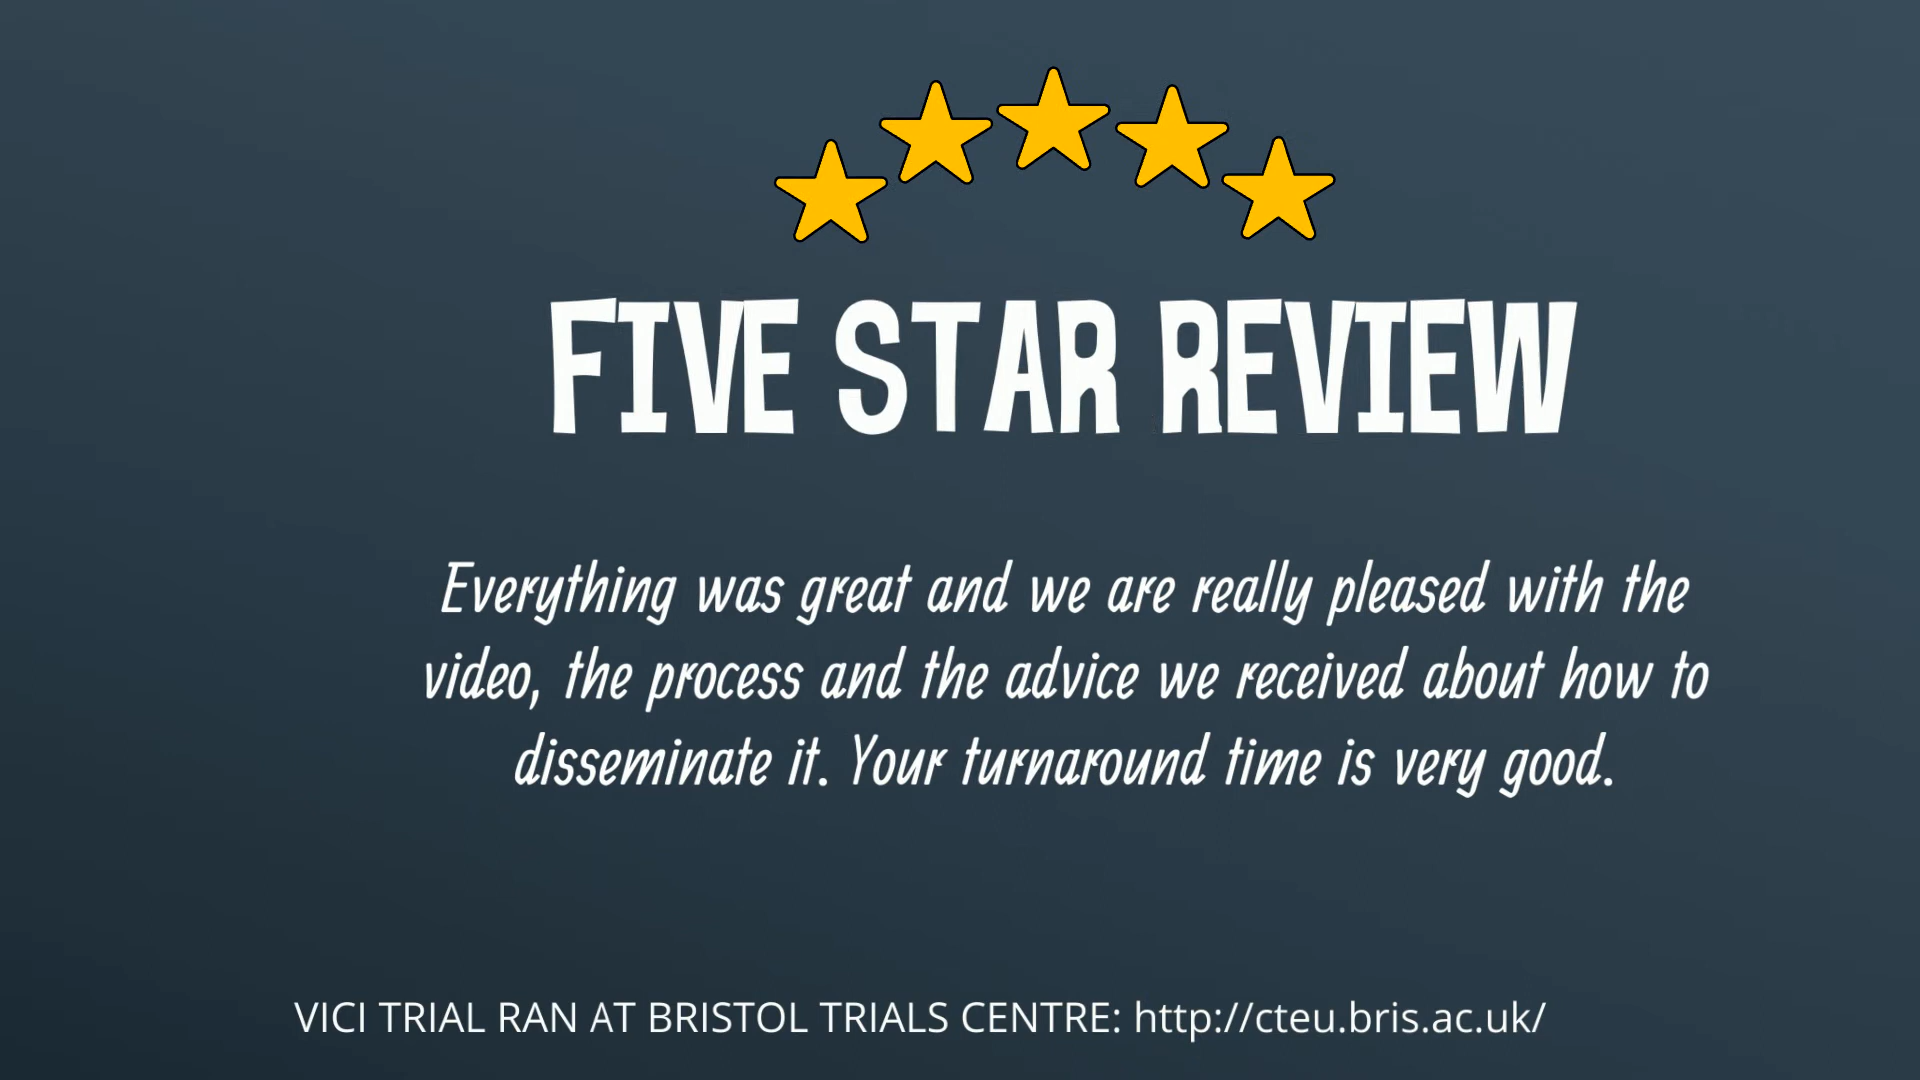 FIVE STAR REVIEW
Everything was great and we are really pleased with the
video, the process and the advice we received about how to
disseminate it. Your turnaround time is very good.
VICI TRIAL RAN AT BRISTOL TRIALS CENTRE: http://cteu.bris.ac.uk/